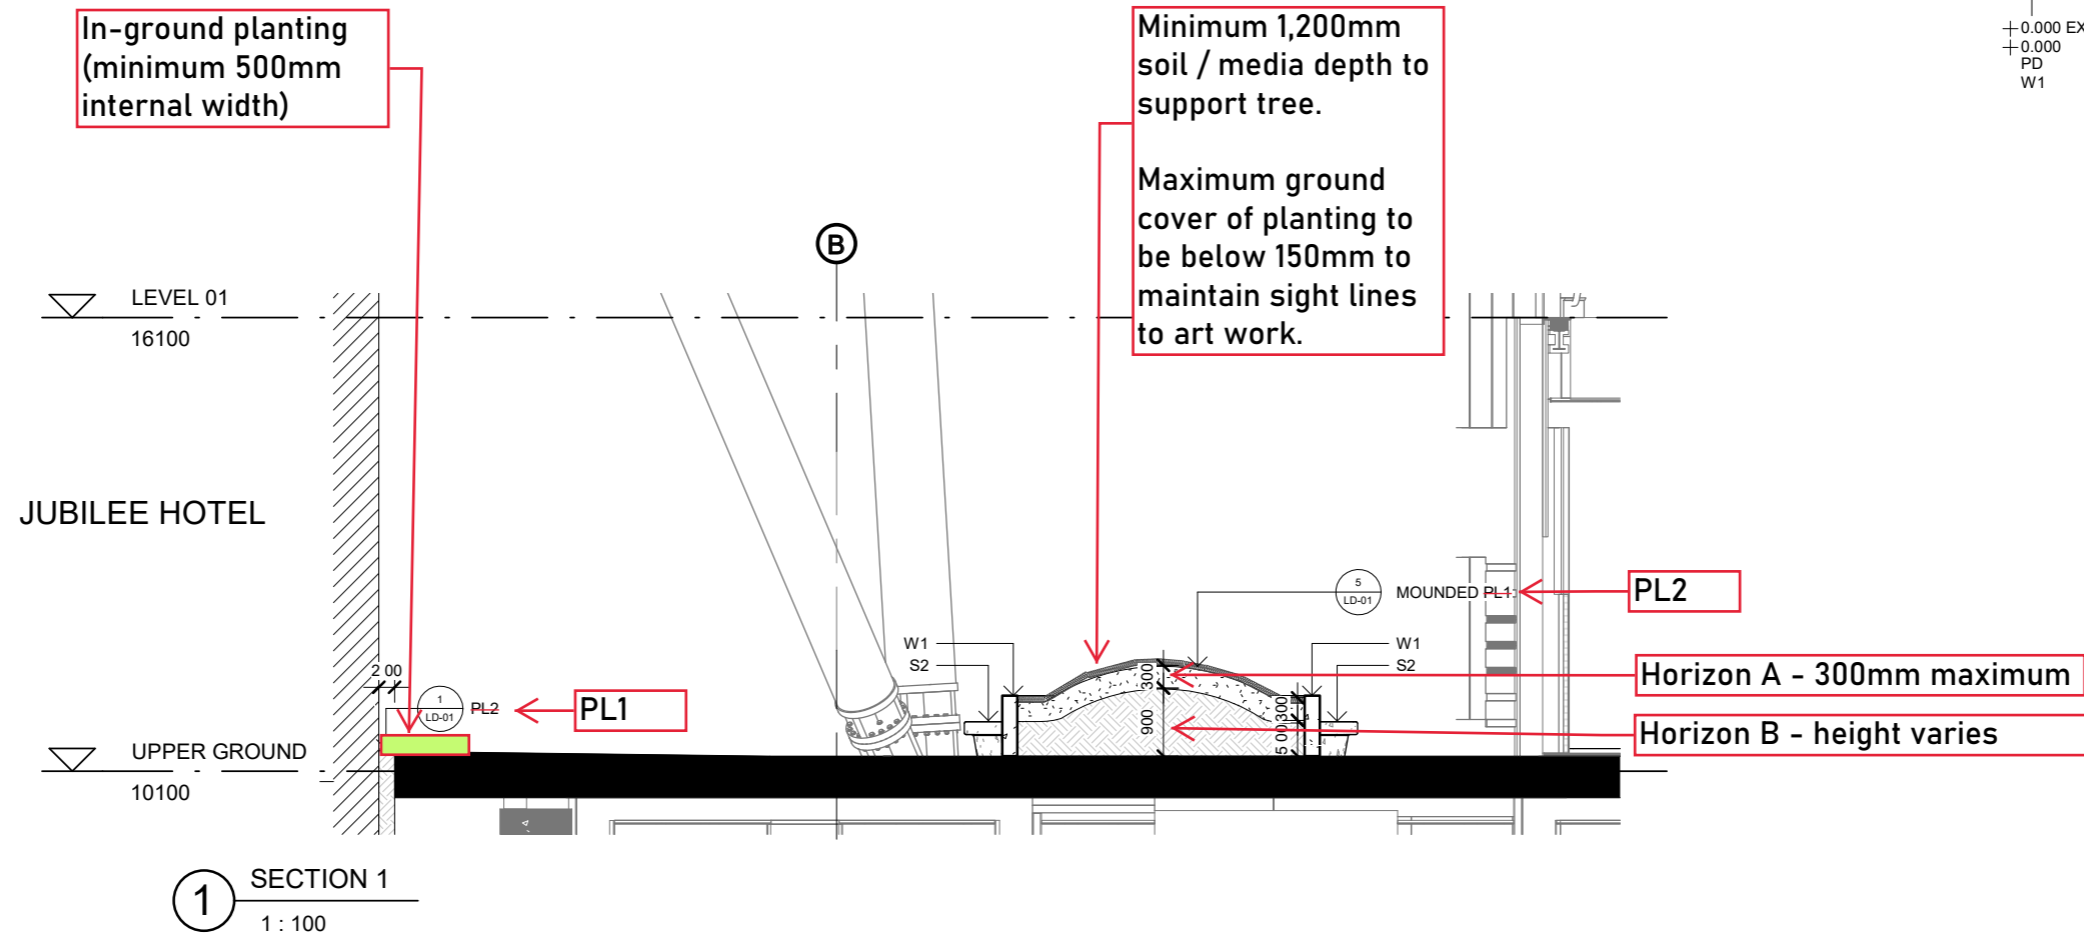 In-ground planting
(minimum 500mm
internal width)
Minimum 1,200mm
soil / media depth to
support tree.
Maximum ground
cover of planting to
be below 150mm to
maintain sight lines
to art work.
+0.000 EX
+0.000
PD
W1
B
LEVEL 01
16100
JUBILEE HOTEL
5
LD-01
MOUNDED PL1
PL2
W1
S2
W1
S2
200
1
LD-01
PL2
PL1
300
900
300
500
Horizon A - 300mm maximum
Horizon B - height varies
UPPER GROUND
10100
1
SECTION 1
1 : 100